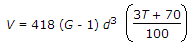 V = 418 (G - 1) d³ ( (3T + 70) / 100 )